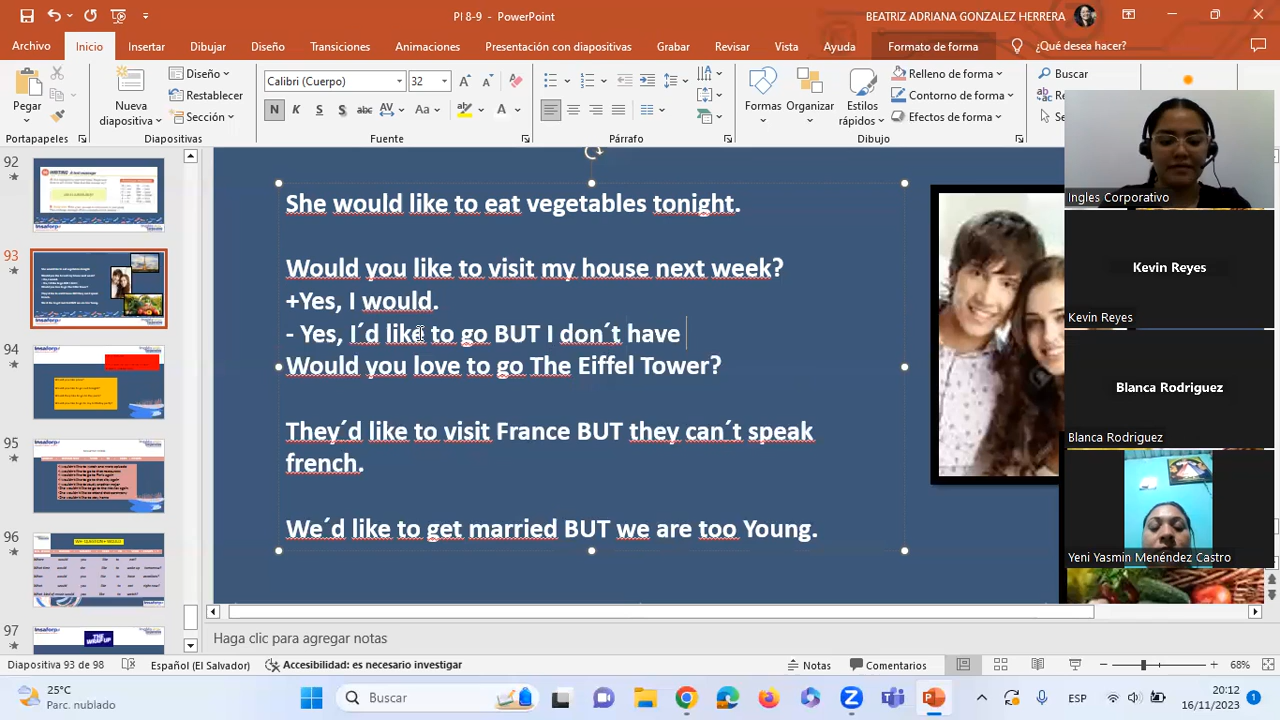 PI 8-9 - PowerPoint
BEATRIZ ADRIANA GONZALEZ HERRERA
Archivo Inicio Insertar Dibujar Diseño Transiciones Animaciones Presentación con diapositivas Grabar Revisar Vista Ayuda Formato de forma ¿Qué desea hacer?
Pegar
Nueva
diapositiva
Diseño
Restablecer
Sección
Calibri (Cuerpo) 32
N K S abc AV Aa A
Formas Organizar Estilos
rápidos
Relleno de forma
Contorno de forma
Efectos de forma
Buscar
Portapapeles Diapositivas Fuente Párrafo Dibujo
92
93
94
95
96
97
She would like to eat vegetables tonight.
Would you like to visit my house next weak?
+Yes, I would.
- Yes, I´d like to go BUT I don´t have
Would you love to go The Eiffel Tower?
They´d like to visit France BUT they can´t speak
french.
We´d like to get married BUT we are too Young
Ingles Corporativo
Kevin Reyes
Blanca Rodríguez
Yeni Yasmin Menéndez Castro
Haga clic para agregar notas
Diapositiva 93 de 98 Español (El Salvador) Accesibilidad: es necesario investigar Notas Comentarios 68%
25°C
Parc. nublado
Buscar
ESP
20:12
16/11/2023